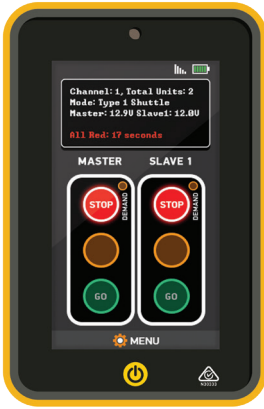 Channel: 1, Total Units: 2
Mode: Type 1 Shuttle
Master: 12.9V Slave1: 12.0V
All Red: 17 seconds
MASTER
SLAVE 1
STOP
DEMAND
STOP
DEMAND
GO
GO
MENU
N33533